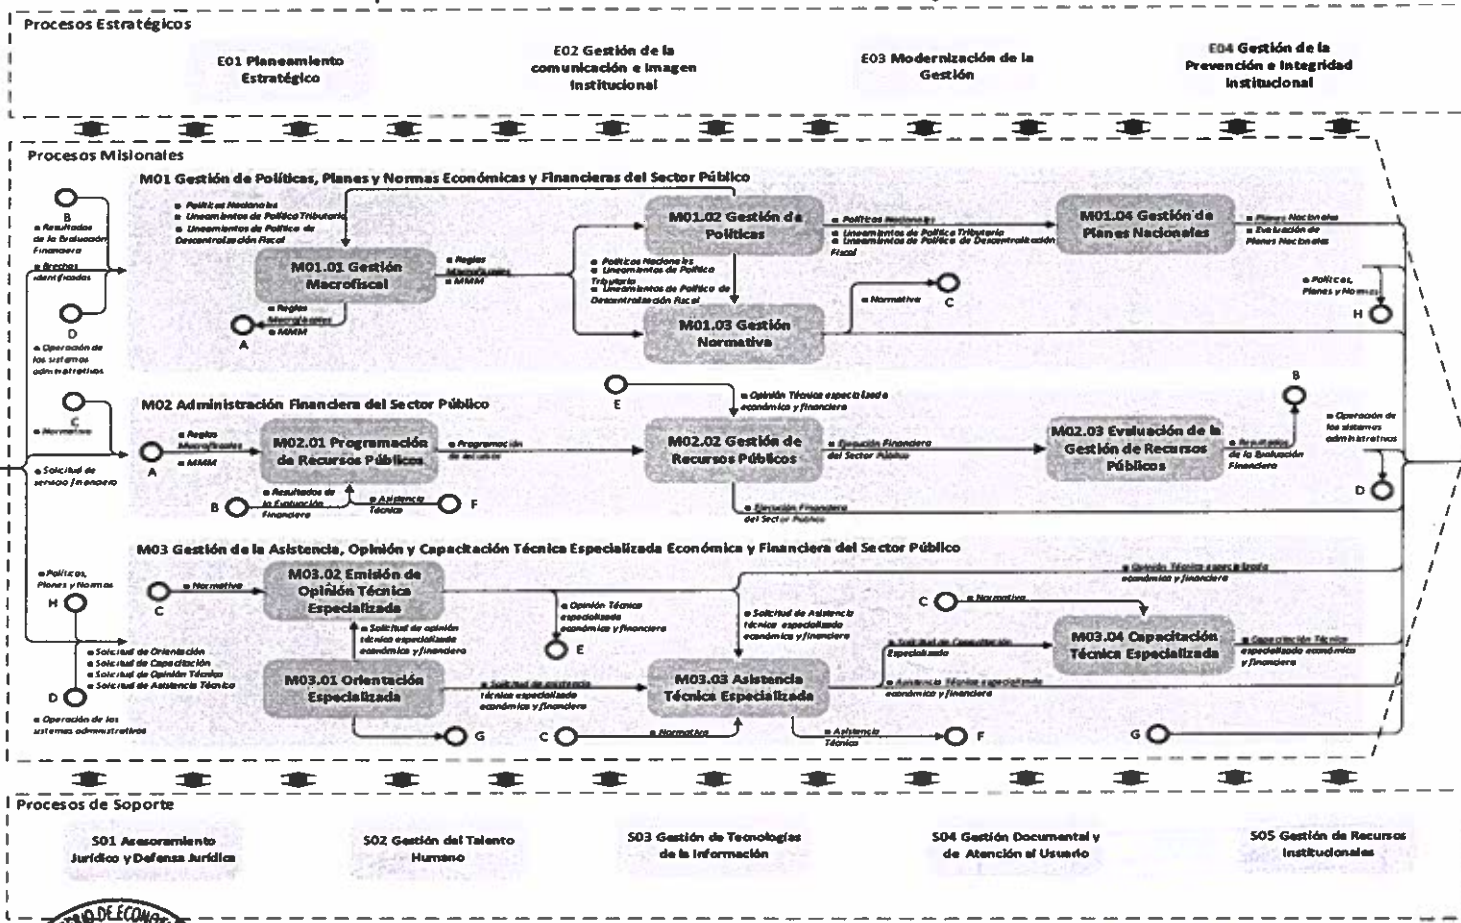 Procesos Estratégicos
E01 Planeamiento
Estratégico
E02 Gestión de la
comunicación e Imagen
Institucional
E03 Modernización de la
Gestión
E04 Gestión de la
Prevención e Integridad
Institucional
Procesos Misionales
M01 Gestión de Políticas, Planes y Normas Económicas y Financieras del Sector Público
B
Resultados
de la Evaluación
Financiera
Brechas
identificadas
D
Operación de
los sistemas
administrativos
Políticas Nacionales
Lineamientos de Política Tributaria
Lineamientos de Política de
Descentralización Fiscal
M01.01 Gestión
Macrofiscal
Reglas
Macrofiscales
MMM
A
Reglas
Macrofiscales
MMM
M01.02 Gestión de
Políticas
Políticas Nacionales
Lineamientos de Política
Tributaria
Lineamientos de Política de
Descentralización Fiscal
M01.03 Gestión
Normativa
Políticas Nacionales
Lineamientos de Política Tributaria
Lineamientos de Política de Descentralización
Fiscal
Normativa
C
M01.04 Gestión de
Planes Nacionales
Planes Nacionales
Evaluación de
Planes Nacionales
Políticas,
Planes y Normas
H
M02 Administración Financiera del Sector Público
C
Normativa
Solicitud de
servicio financiero
A
Reglas
Macrofiscales
MMM
M02.01 Programación
de Recursos Públicos
Programación
de Recursos
B
Resultados de
la Evaluación
Financiera
Asistencia
Técnica
F
E
Opinión Técnica especializada
económica y financiera
M02.02 Gestión de
Recursos Públicos
Ejecución Financiera
del Sector Público
Ejecución Financiera
del Sector Público
M02.03 Evaluación de la
Gestión de Recursos
Públicos
B
Resultados
de la Evaluación
Financiera
Operación de
los sistemas
administrativos
D
M03 Gestión de la Asistencia, Opinión y Capacitación Técnica Especializada Económica y Financiera del Sector Público
Políticas,
Planes y Normas
H
Solicitud de Orientación
Solicitud de Capacitación
Solicitud de Opinión Técnica
Solicitud de Asistencia Técnica
D
Operación de los
sistemas administrativos
C
Normativa
M03.02 Emisión de
Opinión Técnica
Especializada
Solicitud de opinión
técnica especializada
económica y financiera
M03.01 Orientación
Especializada
G
Opinión Técnica
especializada
económica y financiera
E
Solicitud de asistencia
técnica especializada
económica y financiera
C
Normativa
Solicitud de Asistencia
técnica especializada
económica y financiera
M03.03 Asistencia
Técnica Especializada
Asistencia
Técnica
F
Opinión Técnica especializada
económica y financiera
C
Normativa
Solicitud de Capacitación
Especializada
Asistencia Técnica especializada
económica y financiera
M03.04 Capacitación
Técnica Especializada
Capacitación Técnica
especializada económica
y financiera
G
Procesos de Soporte
S01 Asesoramiento
Jurídico y Defensa Jurídica
S02 Gestión del Talento
Humano
S03 Gestión de Tecnologías
de la Información
S04 Gestión Documental y
de Atención al Usuario
S05 Gestión de Recursos
Institucionales
DE ECONO